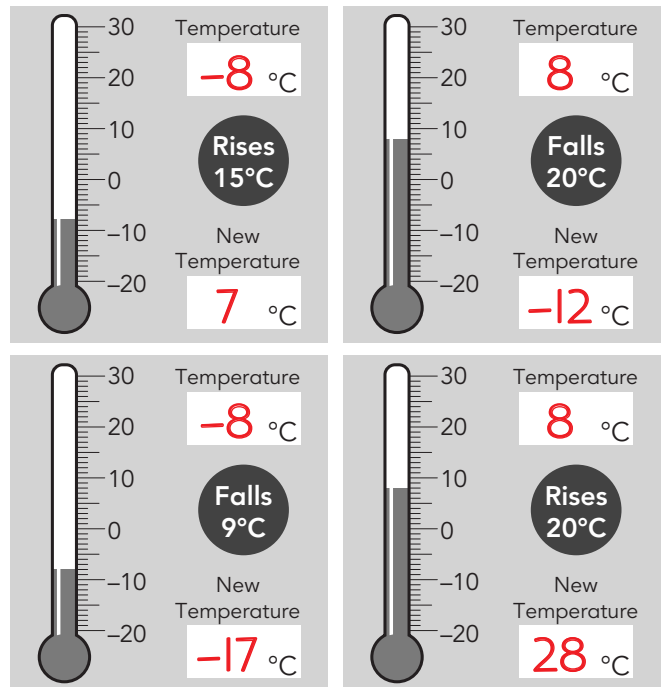 30
20
10
0
–10
–20
Temperature
–8 °C
Rises
15°C
New
Temperature
7 °C
30
20
10
0
–10
–20
Temperature
8 °C
Falls
20°C
New
Temperature
–12 °C
30
20
10
0
–10
–20
Temperature
–8 °C
Falls
9°C
New
Temperature
–17 °C
30
20
10
0
–10
–20
Temperature
8 °C
Rises
20°C
New
Temperature
28 °C